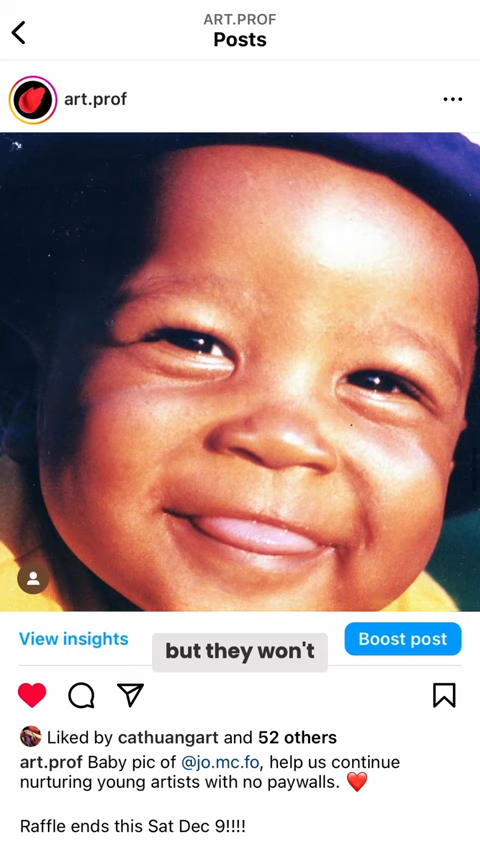 ART.PROF
Posts
art.prof
View insights
but they won't
Boost post
Liked by cathuangart and 52 others
art.prof Baby pic of @jo.mc.fo, help us continue
nurturing young artists with no paywalls. ❤️
Raffle ends this Sat Dec 9!!!!